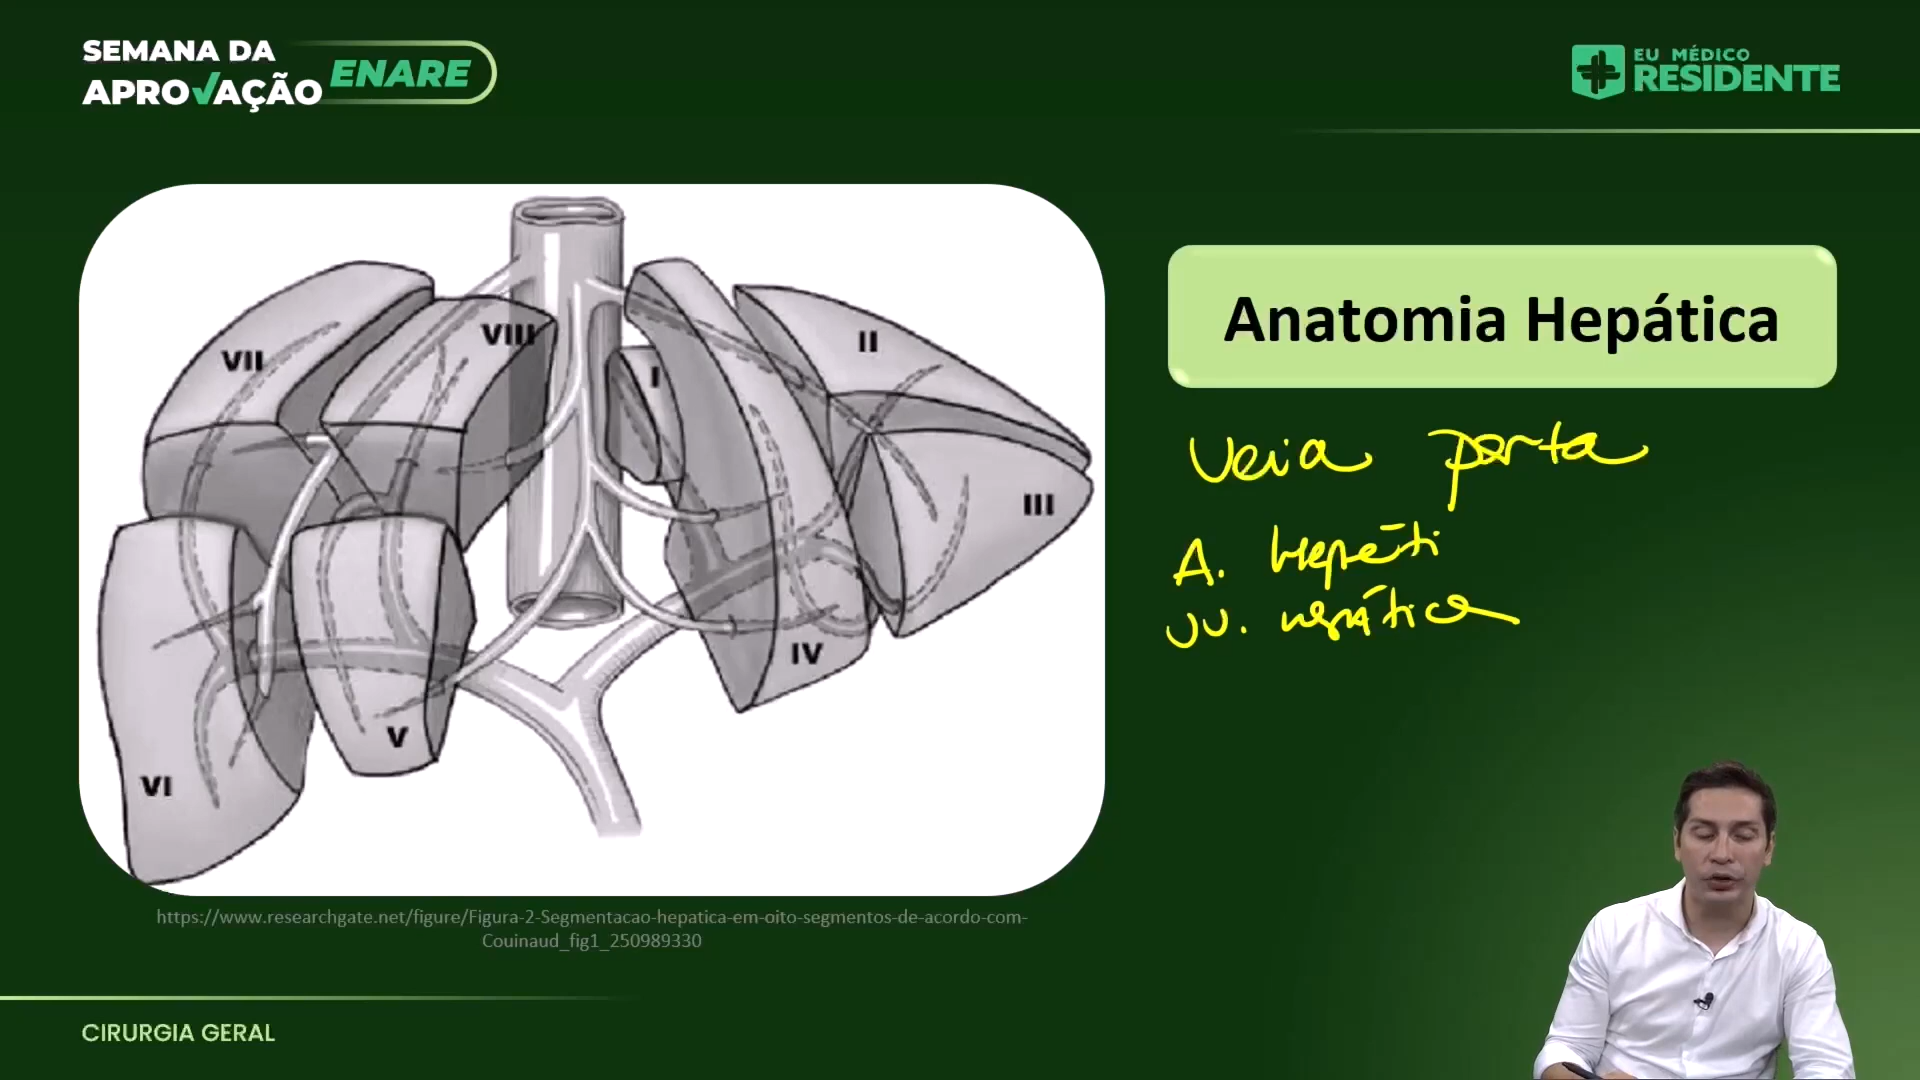 SEMANA DA
APROVAÇÃO ENARE
EU MÉDICO
RESIDENTE
VII
VIII
I
II
III
IV
V
VI
Anatomia Hepática
Veia porta
A. Hepáti
VV. hepática
https://www.researchgate.net/figure/Figura-2-Segmentacao-hepatica-em-oito-segmentos-de-acordo-com-
Couinaud_fig1_250989330
CIRURGIA GERAL